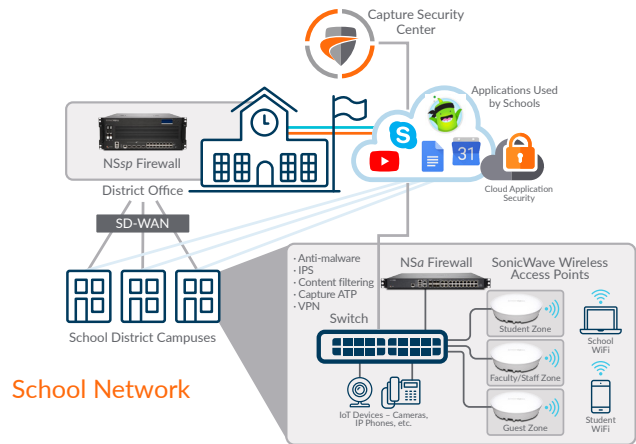 Capture Security
Center
Applications Used
by Schools
31
Cloud Application
Security
NSsp Firewall
District Office
SD-WAN
School District Campuses
· Anti-malware
· IPS
· Content filtering
· Capture ATP
· VPN
NSa Firewall
SonicWave Wireless
Access Points
Switch
Student Zone
School
WiFi
Faculty/Staff Zone
Guest Zone
Student
WiFi
IoT Devices – Cameras,
IP Phones, etc.
School Network